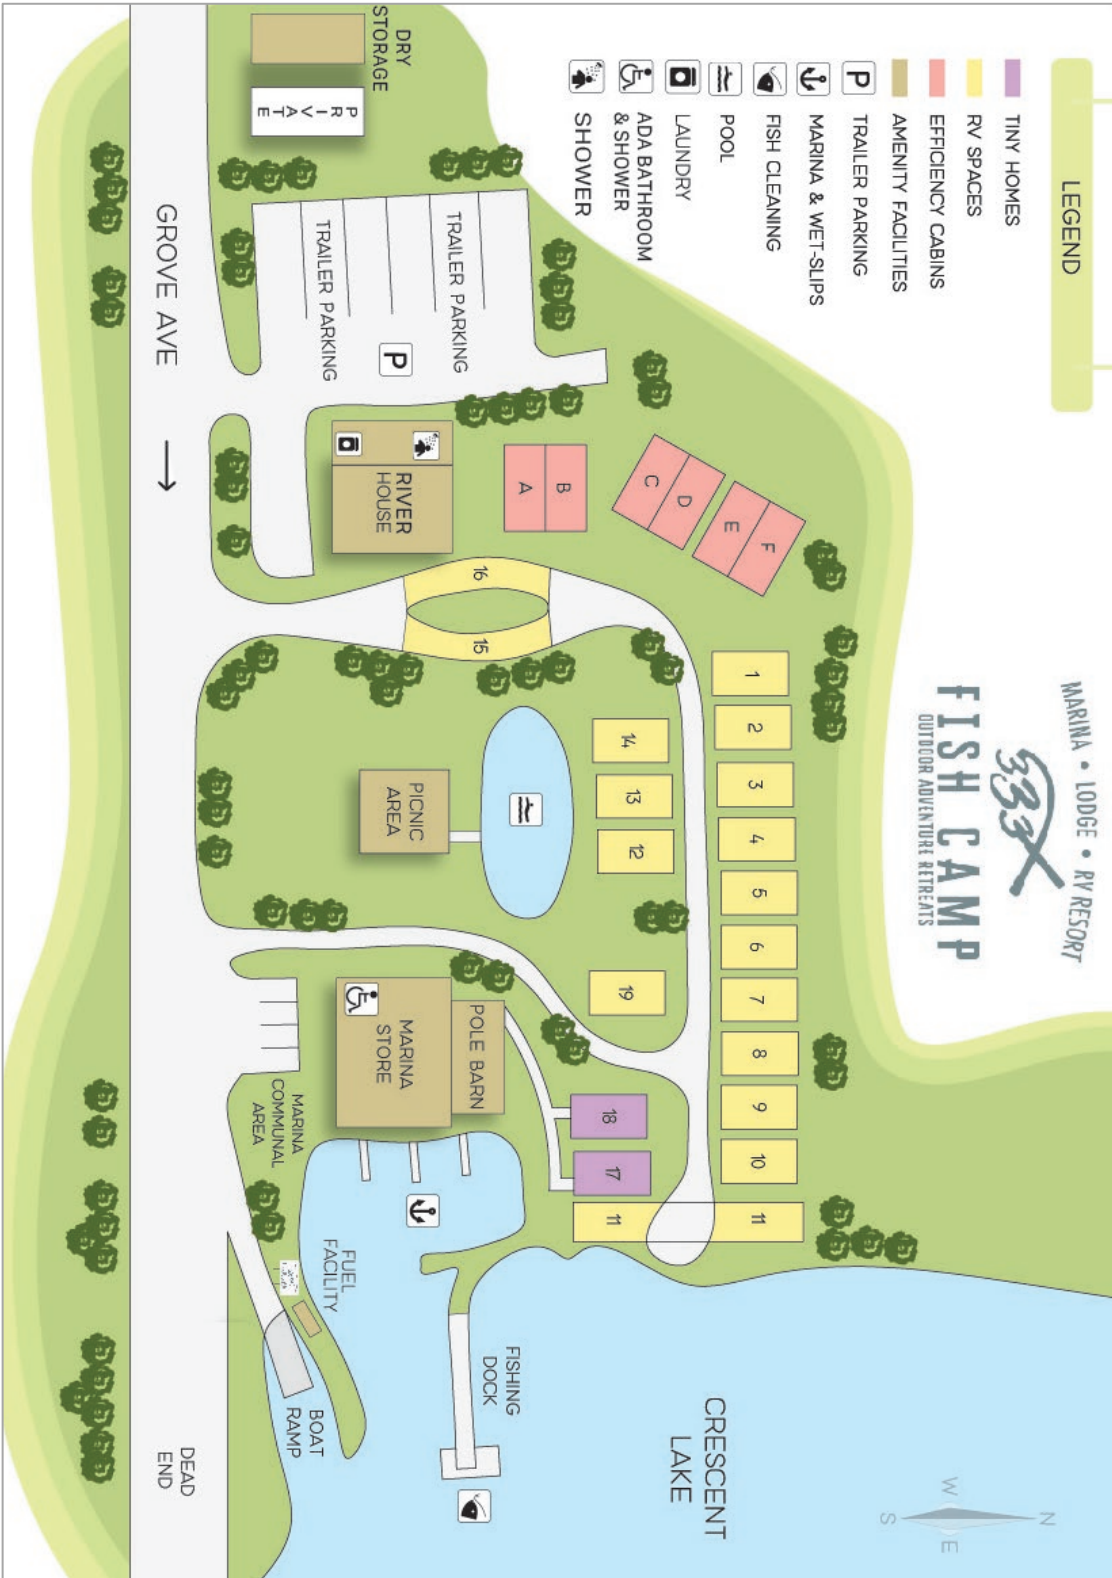 LEGEND
TINY HOMES
RV SPACES
EFFICIENCY CABINS
AMENITY FACILITIES
P
TRAILER PARKING
MARINA & WET-SLIPS
FISH CLEANING
POOL
LAUNDRY
ADA BATHROOM
& SHOWER
SHOWER
MARINA • LODGE • RV RESORT
333
FISH CAMP
OUTDOOR ADVENTURE RETREATS
N
W
E
S
CRESCENT
LAKE
F
E
D
C
B
A
1
2
3
4
5
6
7
8
9
10
11
11
14
13
12
19
18
17
16
15
DRY
STORAGE
PIRVATE
TRAILER PARKING
TRAILER PARKING
P
RIVER
HOUSE
PICNIC
AREA
POLE BARN
MARINA
STORE
MARINA
COMMUNAL
AREA
FUEL
FACILITY
FISHING
DOCK
BOAT
RAMP
GROVE AVE
DEAD
END